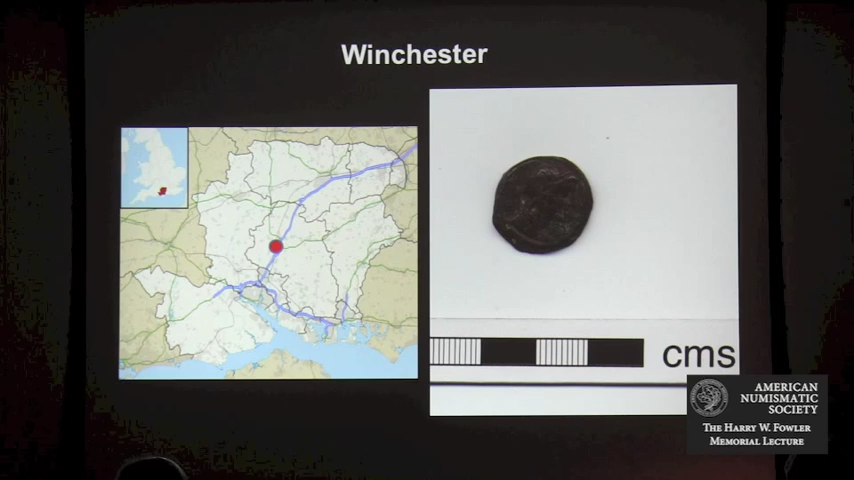 Winchester
cms
AMERICAN
NUMISMATIC
SOCIETY
THE HARRY W. FOWLER
MEMORIAL LECTURE